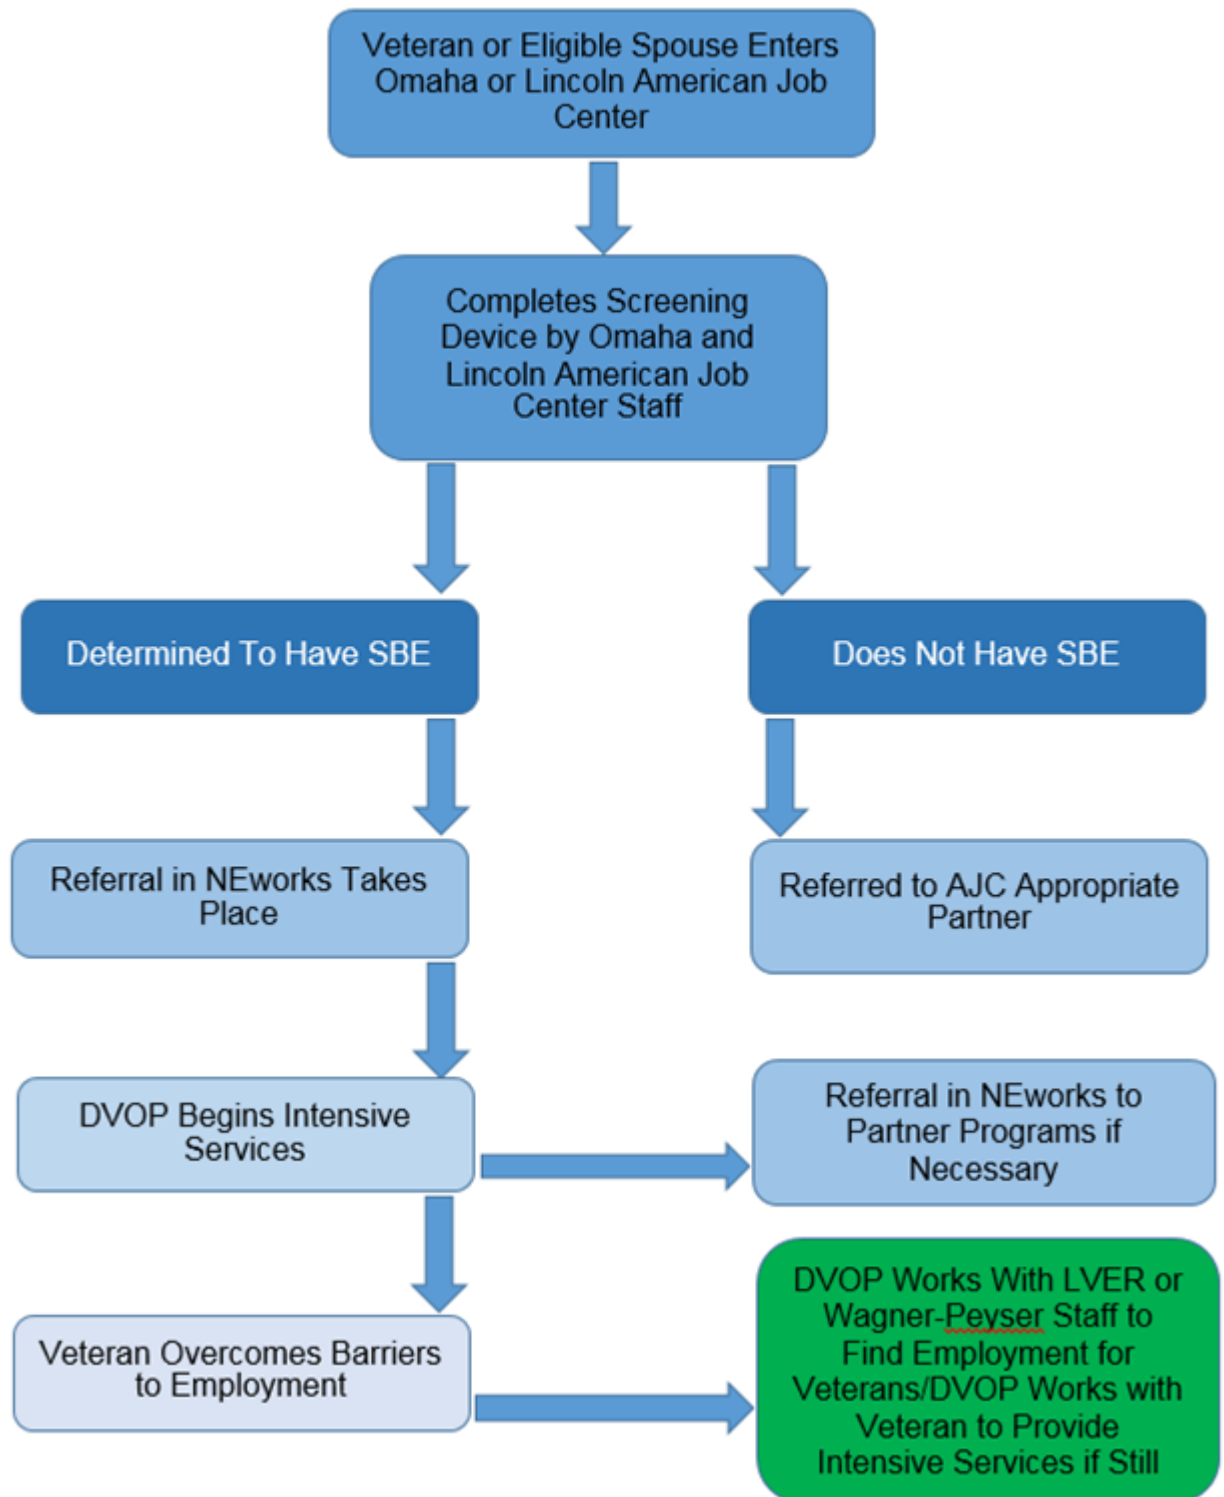 Veteran or Eligible Spouse Enters
Omaha or Lincoln American Job
Center
Completes Screening
Device by Omaha and
Lincoln American Job
Center Staff
Determined To Have SBE
Does Not Have SBE
Referral in NEworks Takes
Place
Referred to AJC Appropriate
Partner
DVOP Begins Intensive
Services
Referral in NEworks to
Partner Programs if
Necessary
Veteran Overcomes Barriers
to Employment
DVOP Works With LVER or
Wagner-Peyser Staff to
Find Employment for
Veterans/DVOP Works with
Veteran to Provide
Intensive Services if Still